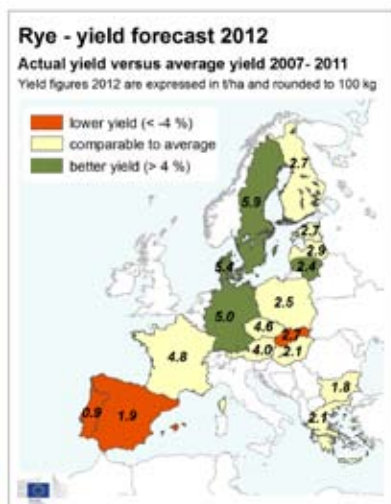 Rye - yield forecast 2012
Actual yield versus average yield 2007- 2011
Yield figures 2012 are expressed in t/ha and rounded to 100 kg
lower yield (< -4 %)
comparable to average
better yield (> 4 %)
2.7
5.9
2.7
2.9
5.4
2.4
5.0
2.5
4.6
2.7
4.8
4.0
2.1
1.8
0.9
1.9
2.1